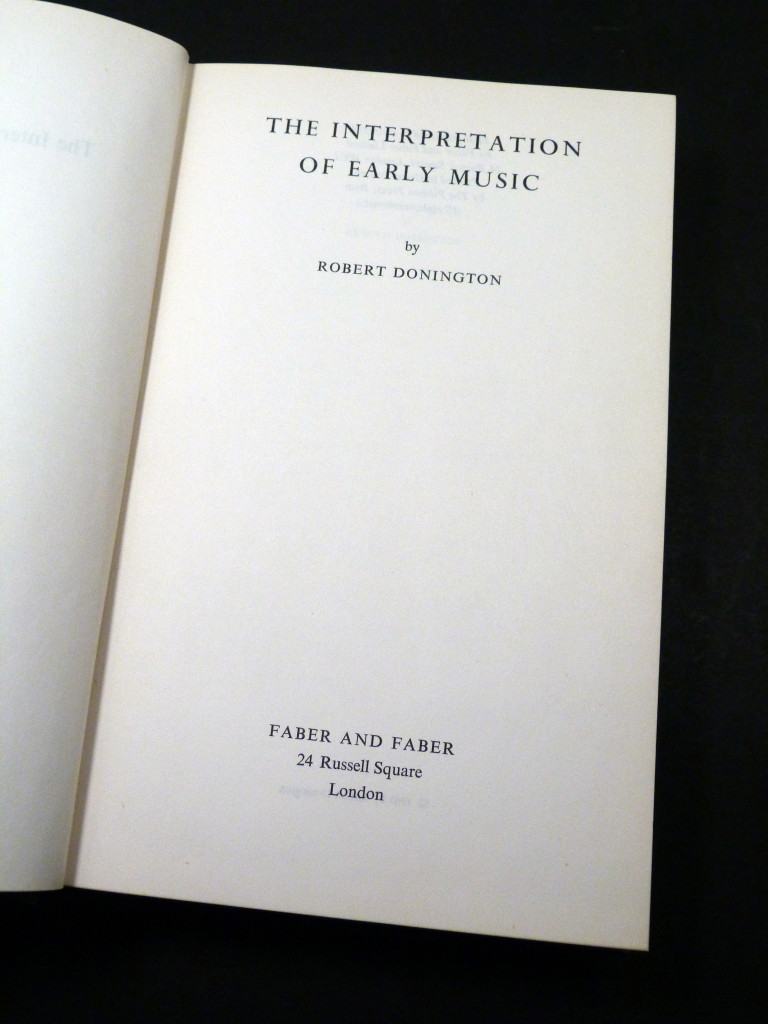 THE INTERPRETATION
OF EARLY MUSIC
by
ROBERT DONINGTON
FABER AND FABER
24 Russell Square
London